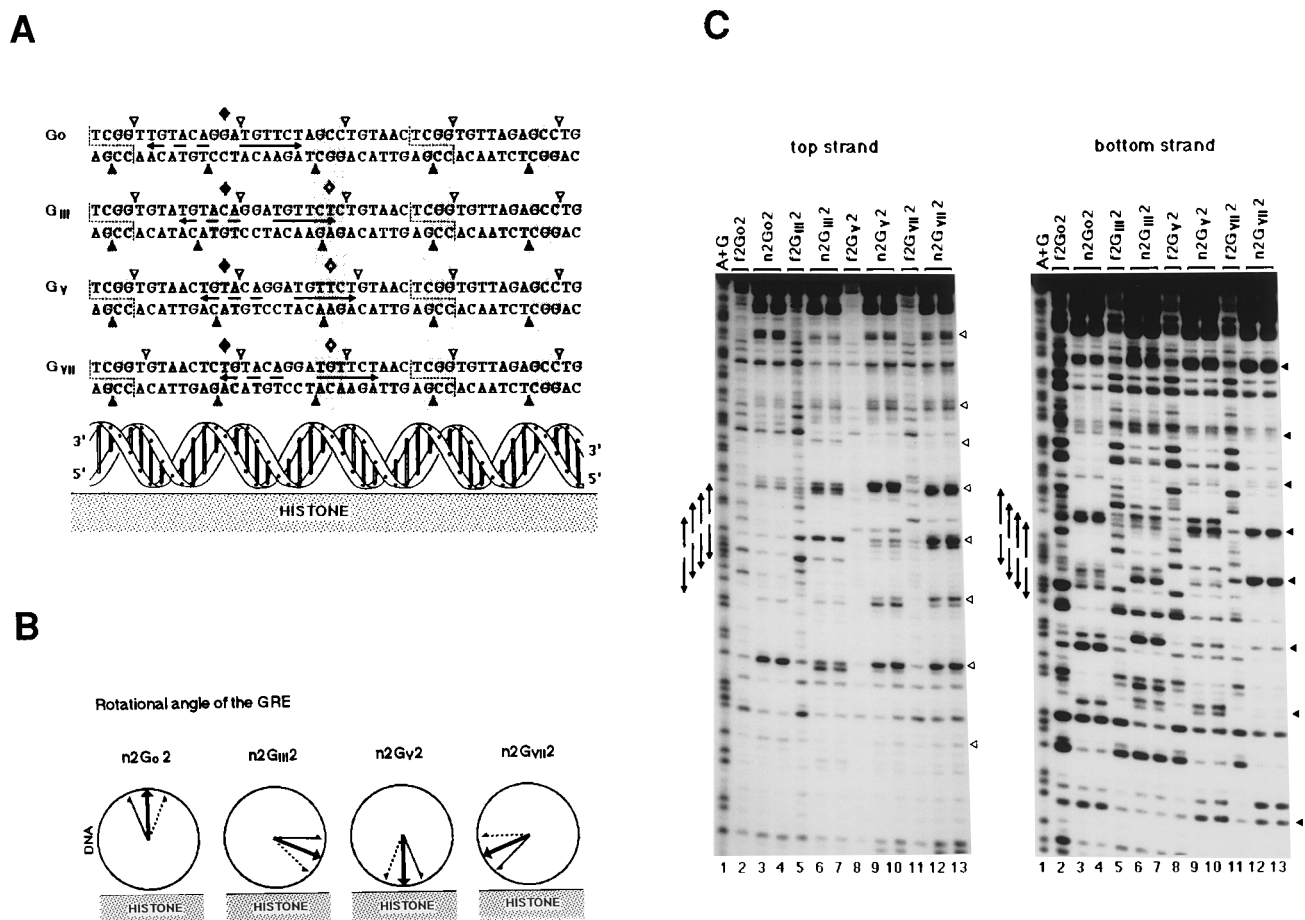 A
Go TCGGTTGTACAGGATGTTCTAGCCTGTAACTCGGTGTTAGAGCCTG
AGCCAACATGTCCTACAAGATCGGACATTGAGCCACAATCTCGGAC
GIII TCGGTGTATGTACAGGATGTTCTCTGTAACTCGGTGTTAGAGCCTG
AGCCACATACATGTCCTACAAGAGACATTGAGCCACAATCTCGGAC
GV TCGGTGTAACTGTACAGGATGTTCTGTAACTCGGTGTTAGAGCCTG
AGCCACATTGACATGTCCTACAAGACATTGAGCCACAATCTCGGAC
GVII TCGGTGTAACTCTGTACAGGATGTTCTAACTCGGTGTTAGAGCCTG
AGCCACATTGAGACATGTCCTACAAGATTGAGCCACAATCTCGGAC
3' 3'
5' 5'
HISTONE
B
Rotational angle of the GRE
n2Go 2 n2GIII2 n2GV2 n2GVII2
DNA
HISTONE HISTONE HISTONE HISTONE
C
top strand bottom strand
A+G f2Go2 n2Go2 f2GIII2 n2GIII2 f2GV2 n2GV2 f2GVII2 n2GVII2
A+G f2Go2 n2Go2 f2GIII2 n2GIII2 f2GV2 n2GV2 f2GVII2 n2GVII2
1 2 3 4 5 6 7 8 9 10 11 12 13
1 2 3 4 5 6 7 8 9 10 11 12 13